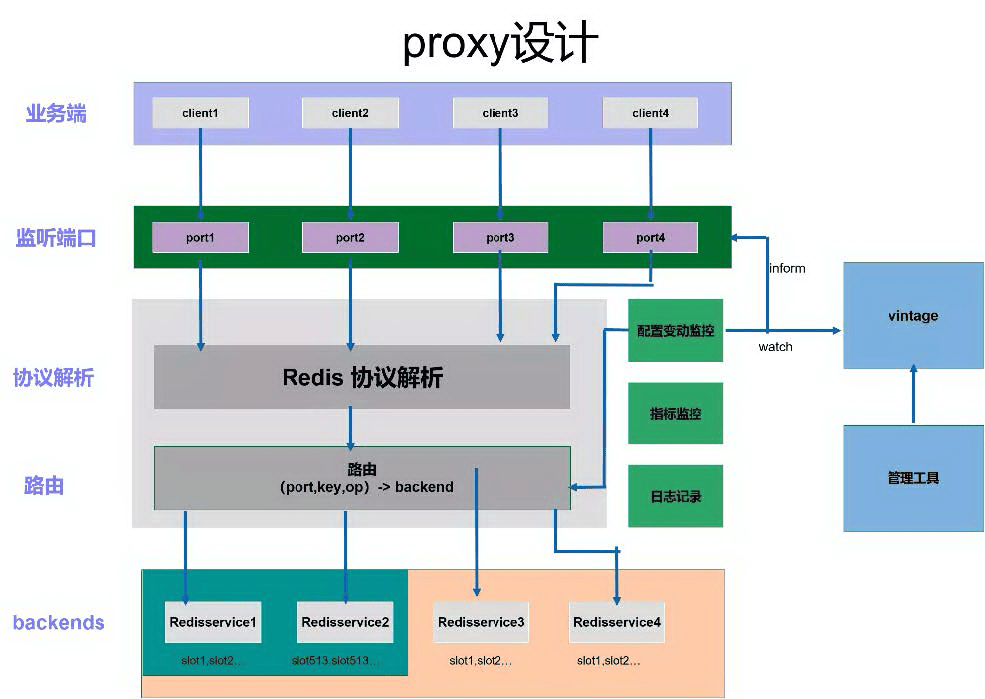 proxy设计
业务端
client1
client2
client3
client4
监听端口
port1
port2
port3
port4
inform
vintage
配置变动监控
watch
协议解析
Redis 协议解析
指标监控
路由
路由
（port,key,op）-> backend
日志记录
管理工具
backends
Redisservice1
Redisservice2
Redisservice3
Redisservice4
slot1,slot2...
slot513.slot513...
slot1,slot2...
slot1,slot2...